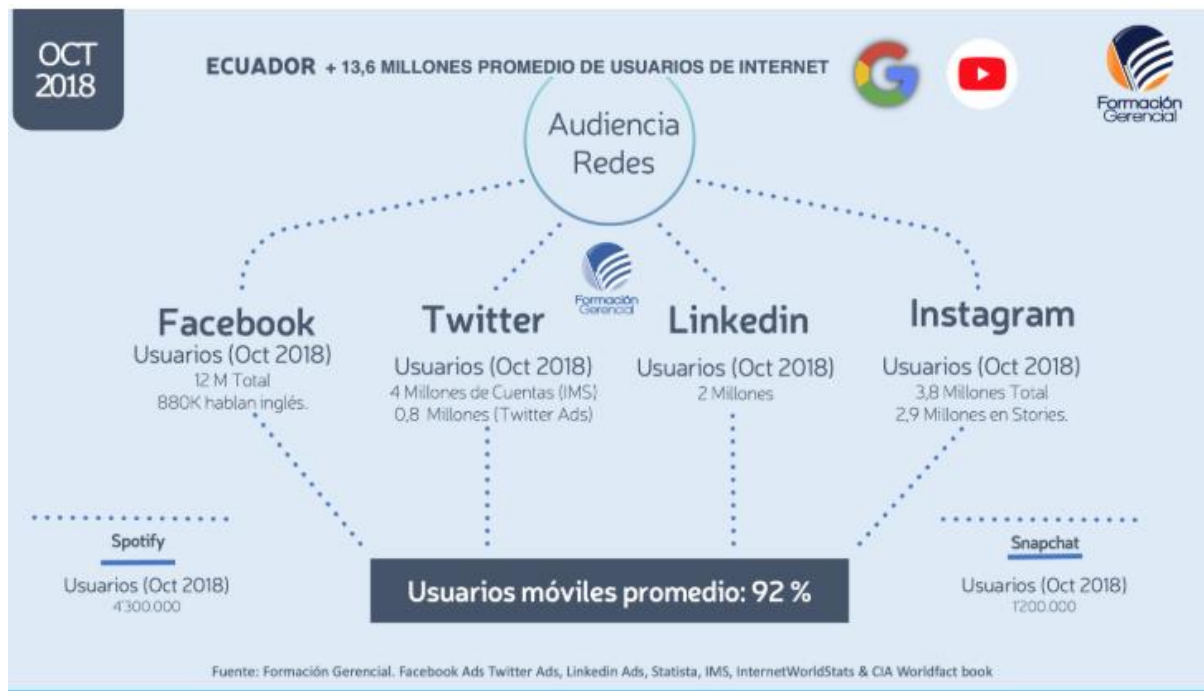 OCT
2018
ECUADOR + 13,6 MILLONES PROMEDIO DE USUARIOS DE INTERNET
Formación
Gerencial
Audiencia
Redes
Formación
Gerencial
Facebook
Usuarios (Oct 2018)
12 M Total
880K hablan inglés.
Twitter
Usuarios (Oct 2018)
4 Millones de Cuentas (IMS)
0,8 Millones (Twitter Ads)
Linkedin
Usuarios (Oct 2018)
2 Millones
Instagram
Usuarios (Oct 2018)
3,8 Millones Total
2,9 Millones en Stories.
Spotify
Usuarios (Oct 2018)
4'300.000
Usuarios móviles promedio: 92 %
Snapchat
Usuarios (Oct 2018)
1'200.000
Fuente: Formación Gerencial. Facebook Ads Twitter Ads, Linkedin Ads, Statista, IMS, InternetWorldStats & CIA Worldfact book